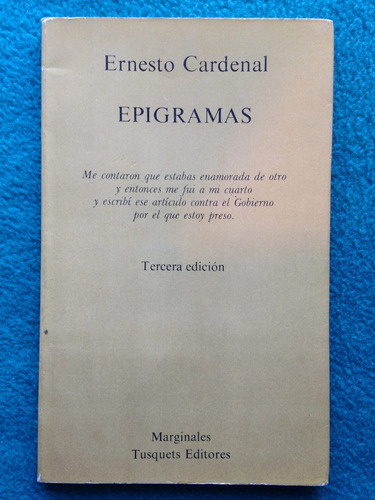 Ernesto Cardenal
EPIGRAMAS
Me contaron que estabas enamorada de otro
y entonces me fui a mi cuarto
y escribí ese artículo contra el Gobierno
por el que estoy preso.
Tercera edición
Marginales
Tusquets Editores